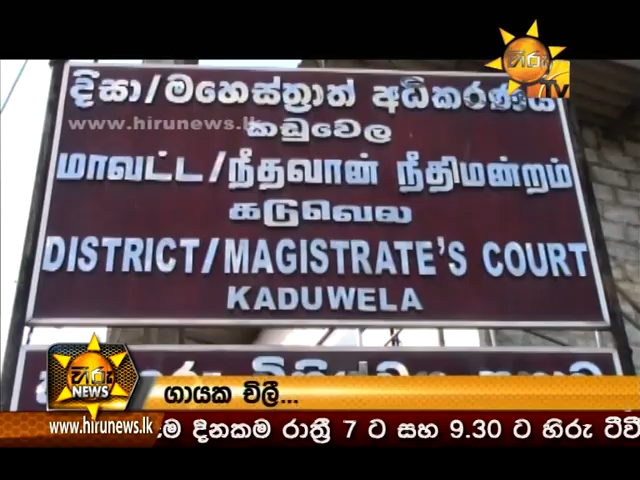 හිරු TV
දිසා/මහෙස්ත්‍රාත් අධිකරණය
www.hirunews.lk
කඩුවෙල
மாவட்ட/நீதவான் நீதிமன்றம்
கடுவெல
DISTRICT/MAGISTRATE'S COURT
KADUWELA
හිරු
NEWS
ගායක චිලී...
www.hirunews.lk
දිනකම රාත්‍රී 7 ට සහ 9.30 ට හිරු ටීවී